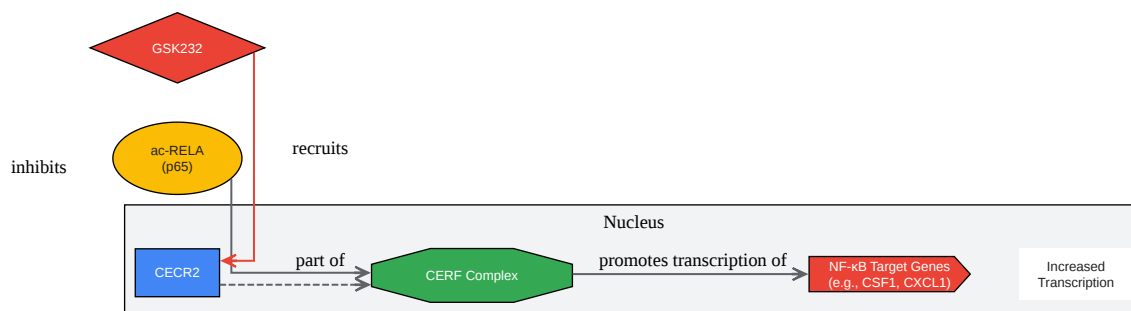 GSK232
ac-RELA
(p65)
inhibits
recruits
Nucleus
CECR2
part of
CERF Complex
promotes transcription of
NF-κB Target Genes
(e.g., CSF1, CXCL1)
Increased
Transcription